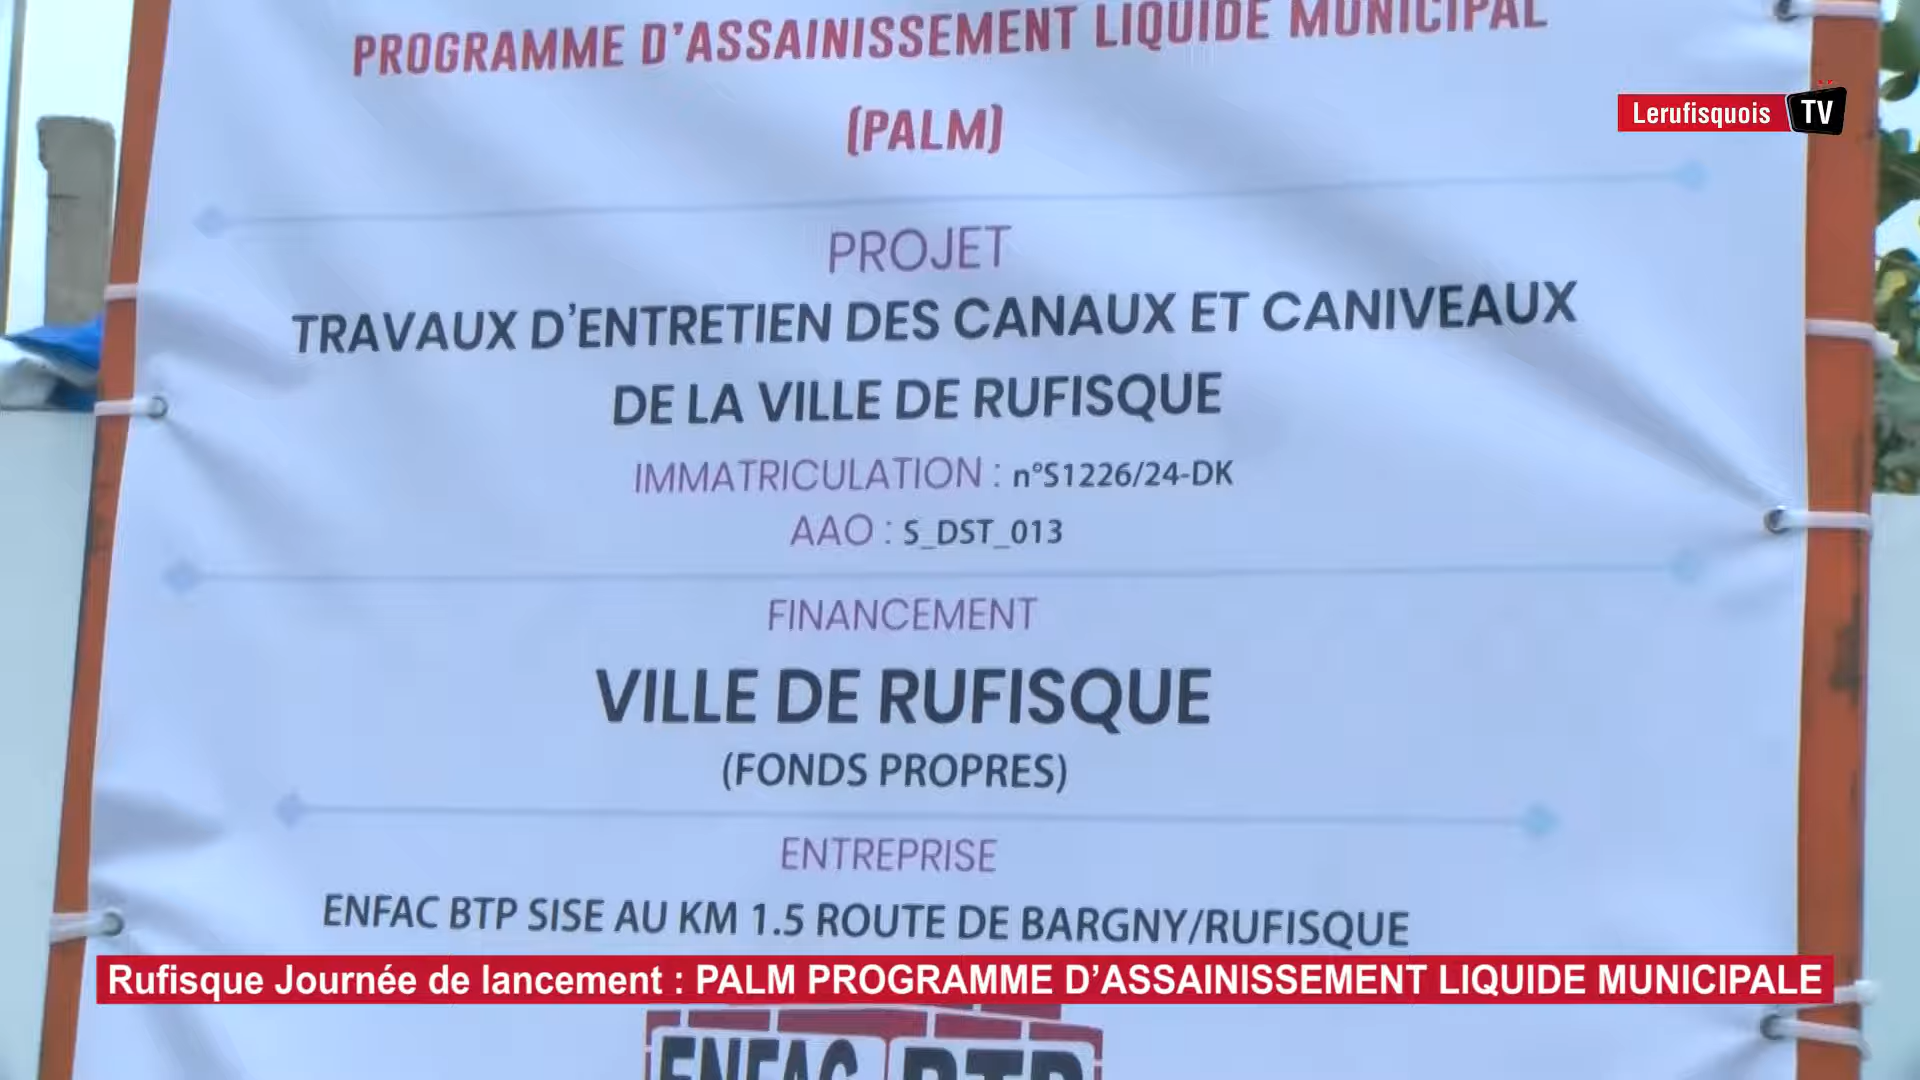 PROGRAMME D'ASSAINISSEMENT LIQUIDE MUNICIPAL
(PALM)
Lerufisquois TV
PROJET
TRAVAUX D'ENTRETIEN DES CANAUX ET CANIVEAUX
DE LA VILLE DE RUFISQUE
IMMATRICULATION : n°S1226/24-DK
AAO : S_DST_013
FINANCEMENT
VILLE DE RUFISQUE
(FONDS PROPRES)
ENTREPRISE
ENFAC BTP SISE AU KM 1.5 ROUTE DE BARGNY/RUFISQUE
Rufisque Journée de lancement : PALM PROGRAMME D'ASSAINISSEMENT LIQUIDE MUNICIPALE
ENFAC BTP